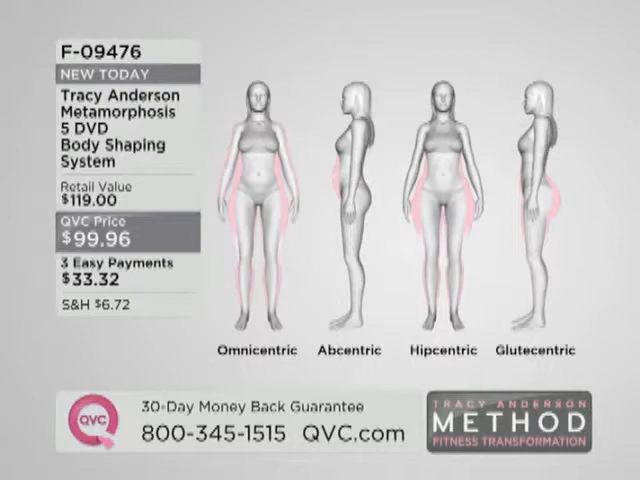 F-09476
NEW TODAY
Tracy Anderson
Metamorphosis
5 DVD
Body Shaping
System
Retail Value
$119.00
QVC Price
$99.96
3 Easy Payments
$33.32
S&H $6.72
Omnicentric Abcentric Hipcentric Glutecentric
QVC
30-Day Money Back Guarantee
800-345-1515 QVC.com
TRACY ANDERSON
METHOD
FITNESS TRANSFORMATION